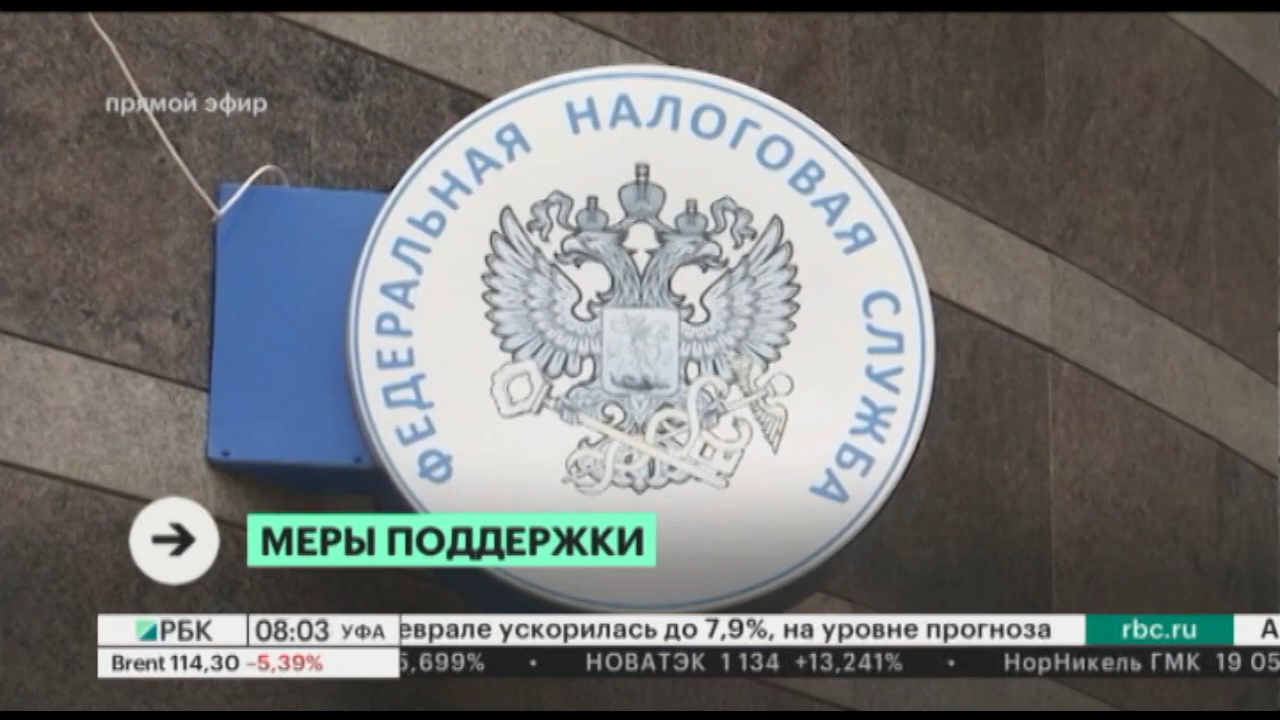 прямой эфир
ФЕДЕРАЛЬНАЯ НАЛОГОВАЯ СЛУЖБА
МЕРЫ ПОДДЕРЖКИ
РБК 08:03 УФА еврале ускорилась до 7,9%, на уровне прогноза rbc.ru А
Brent 114,30 -5,39% 5,699% • НОВАТЭК 1 134 +13,241% • НорНикель ГМК 19 05